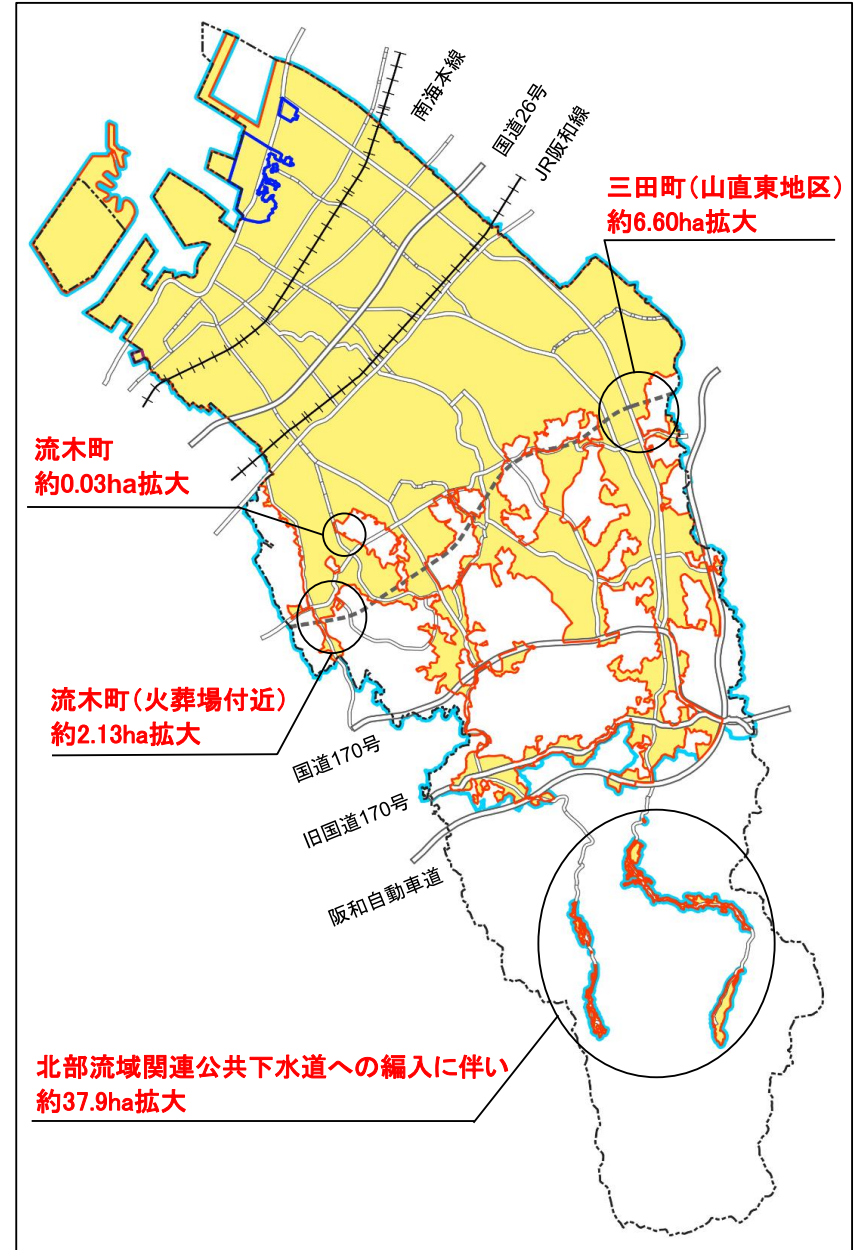 南海本線
国道26号
JR阪和線
三田町(山直東地区)
約6.60ha拡大
流木町
約0.03ha拡大
流木町(火葬場付近)
約2.13ha拡大
国道170号
旧国道170号
阪和自動車道
北部流域関連公共下水道への編入に伴い
約37.9ha拡大